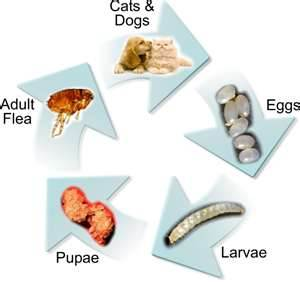 Cats &
Dogs
Eggs
Larvae
Pupae
Adult
Flea